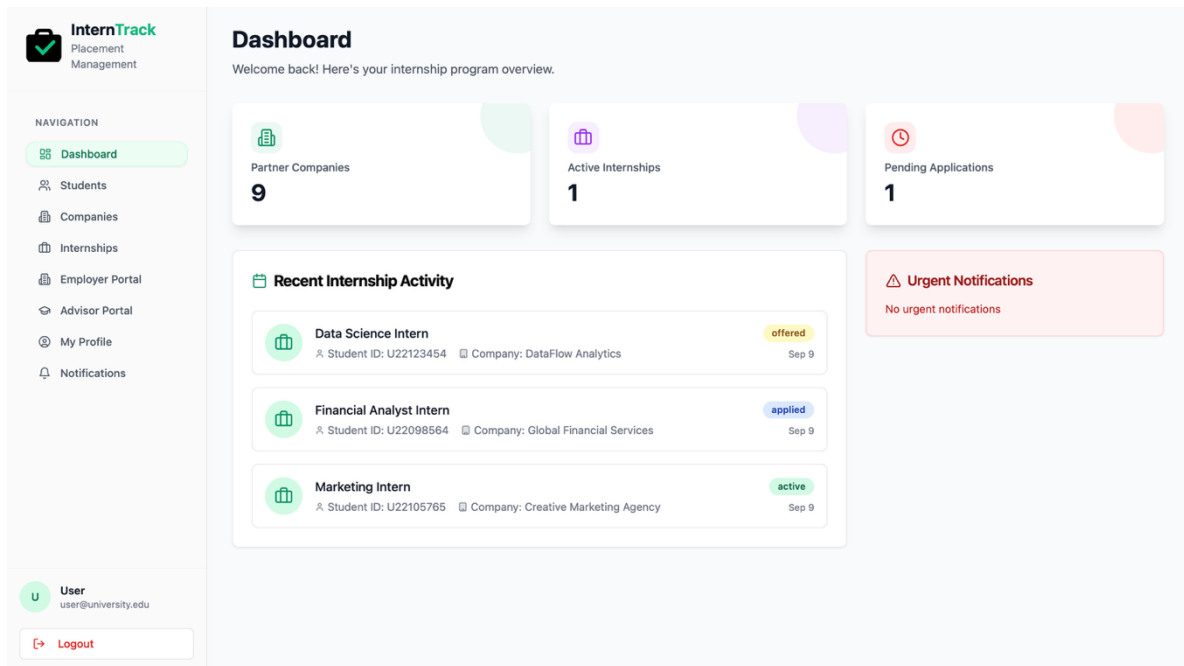 InternTrack
Placement
Management
NAVIGATION
Dashboard
Students
Companies
Internships
Employer Portal
Advisor Portal
My Profile
Notifications
U
User
user@university.edu
Logout
Dashboard
Welcome back! Here's your internship program overview.
Partner Companies
9
Active Internships
1
Pending Applications
1
Recent Internship Activity
Data Science Intern
offered
Student ID: U22123454 Company: DataFlow Analytics
Sep 9
Financial Analyst Intern
applied
Student ID: U22098564 Company: Global Financial Services
Sep 9
Marketing Intern
active
Student ID: U22105765 Company: Creative Marketing Agency
Sep 9
Urgent Notifications
No urgent notifications